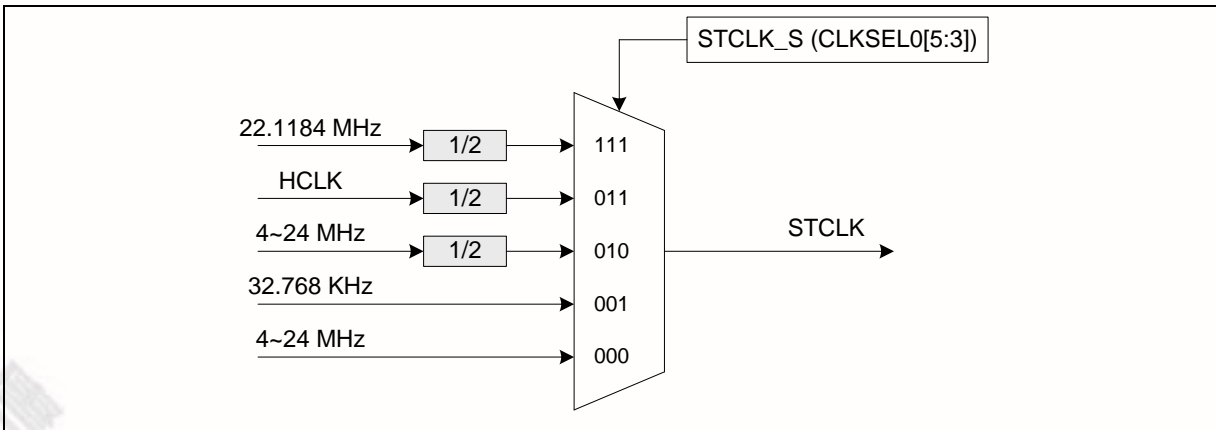 STCLK_S (CLKSEL0[5:3])
22.1184 MHz
1/2
111
HCLK
1/2
011
4~24 MHz
1/2
010
STCLK
32.768 KHz
001
4~24 MHz
000